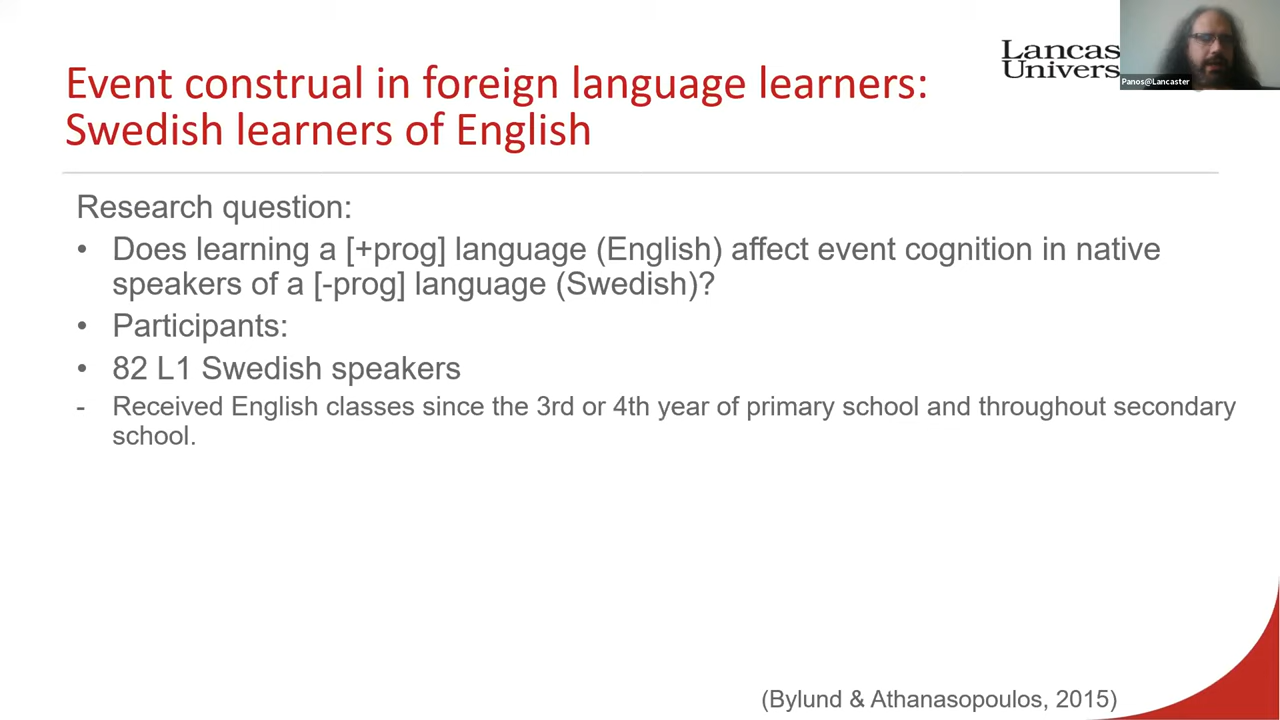 Lancas
Univers
Panos@Lancaster
Event construal in foreign language learners:
Swedish learners of English
Research question:
• Does learning a [+prog] language (English) affect event cognition in native
speakers of a [-prog] language (Swedish)?
• Participants:
• 82 L1 Swedish speakers
- Received English classes since the 3rd or 4th year of primary school and throughout secondary
school.
(Bylund & Athanasopoulos, 2015)